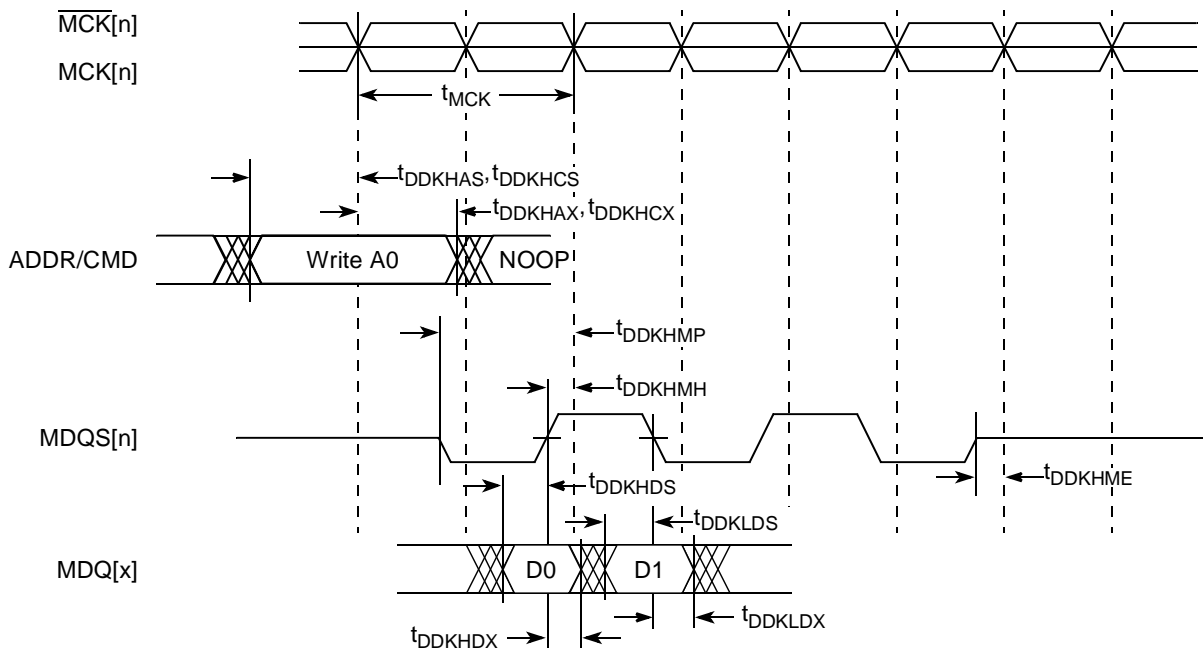 MCK[n]
MCK[n]
tMCK
tDDKHAS,tDDKHCS
tDDKHAX,tDDKHCX
ADDR/CMD Write A0 NOOP
tDDKHMP
tDDKHMH
MDQS[n]
tDDKHDS
tDDKHME
tDDKLDS
MDQ[x] D0 D1
tDDKLDX
tDDKHDX